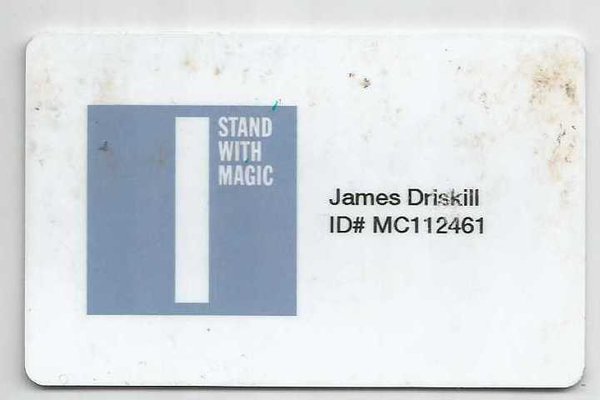 I STAND
WITH
MAGIC
James Driskill
ID# MC112461